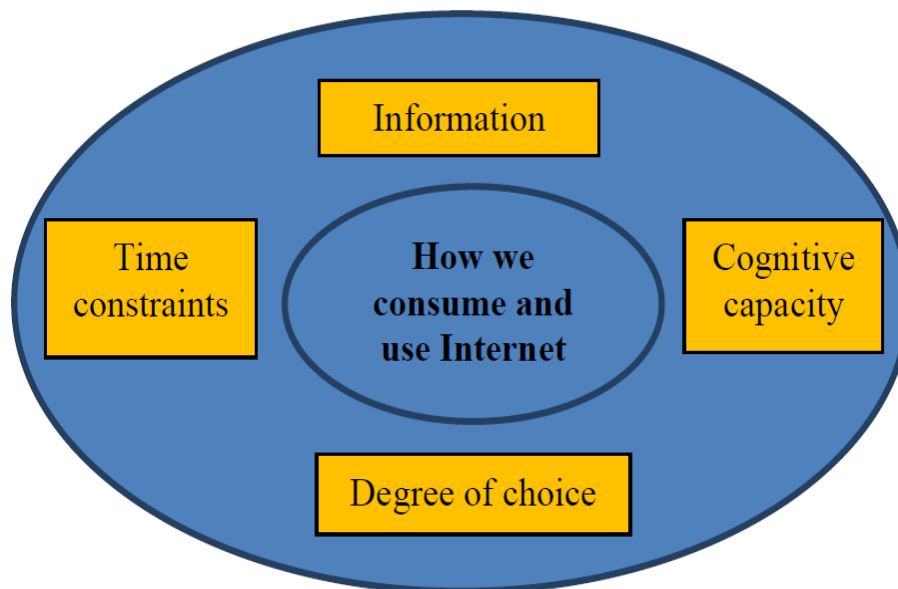 Information
Time
constraints
How we
consume and
use Internet
Cognitive
capacity
Degree of choice